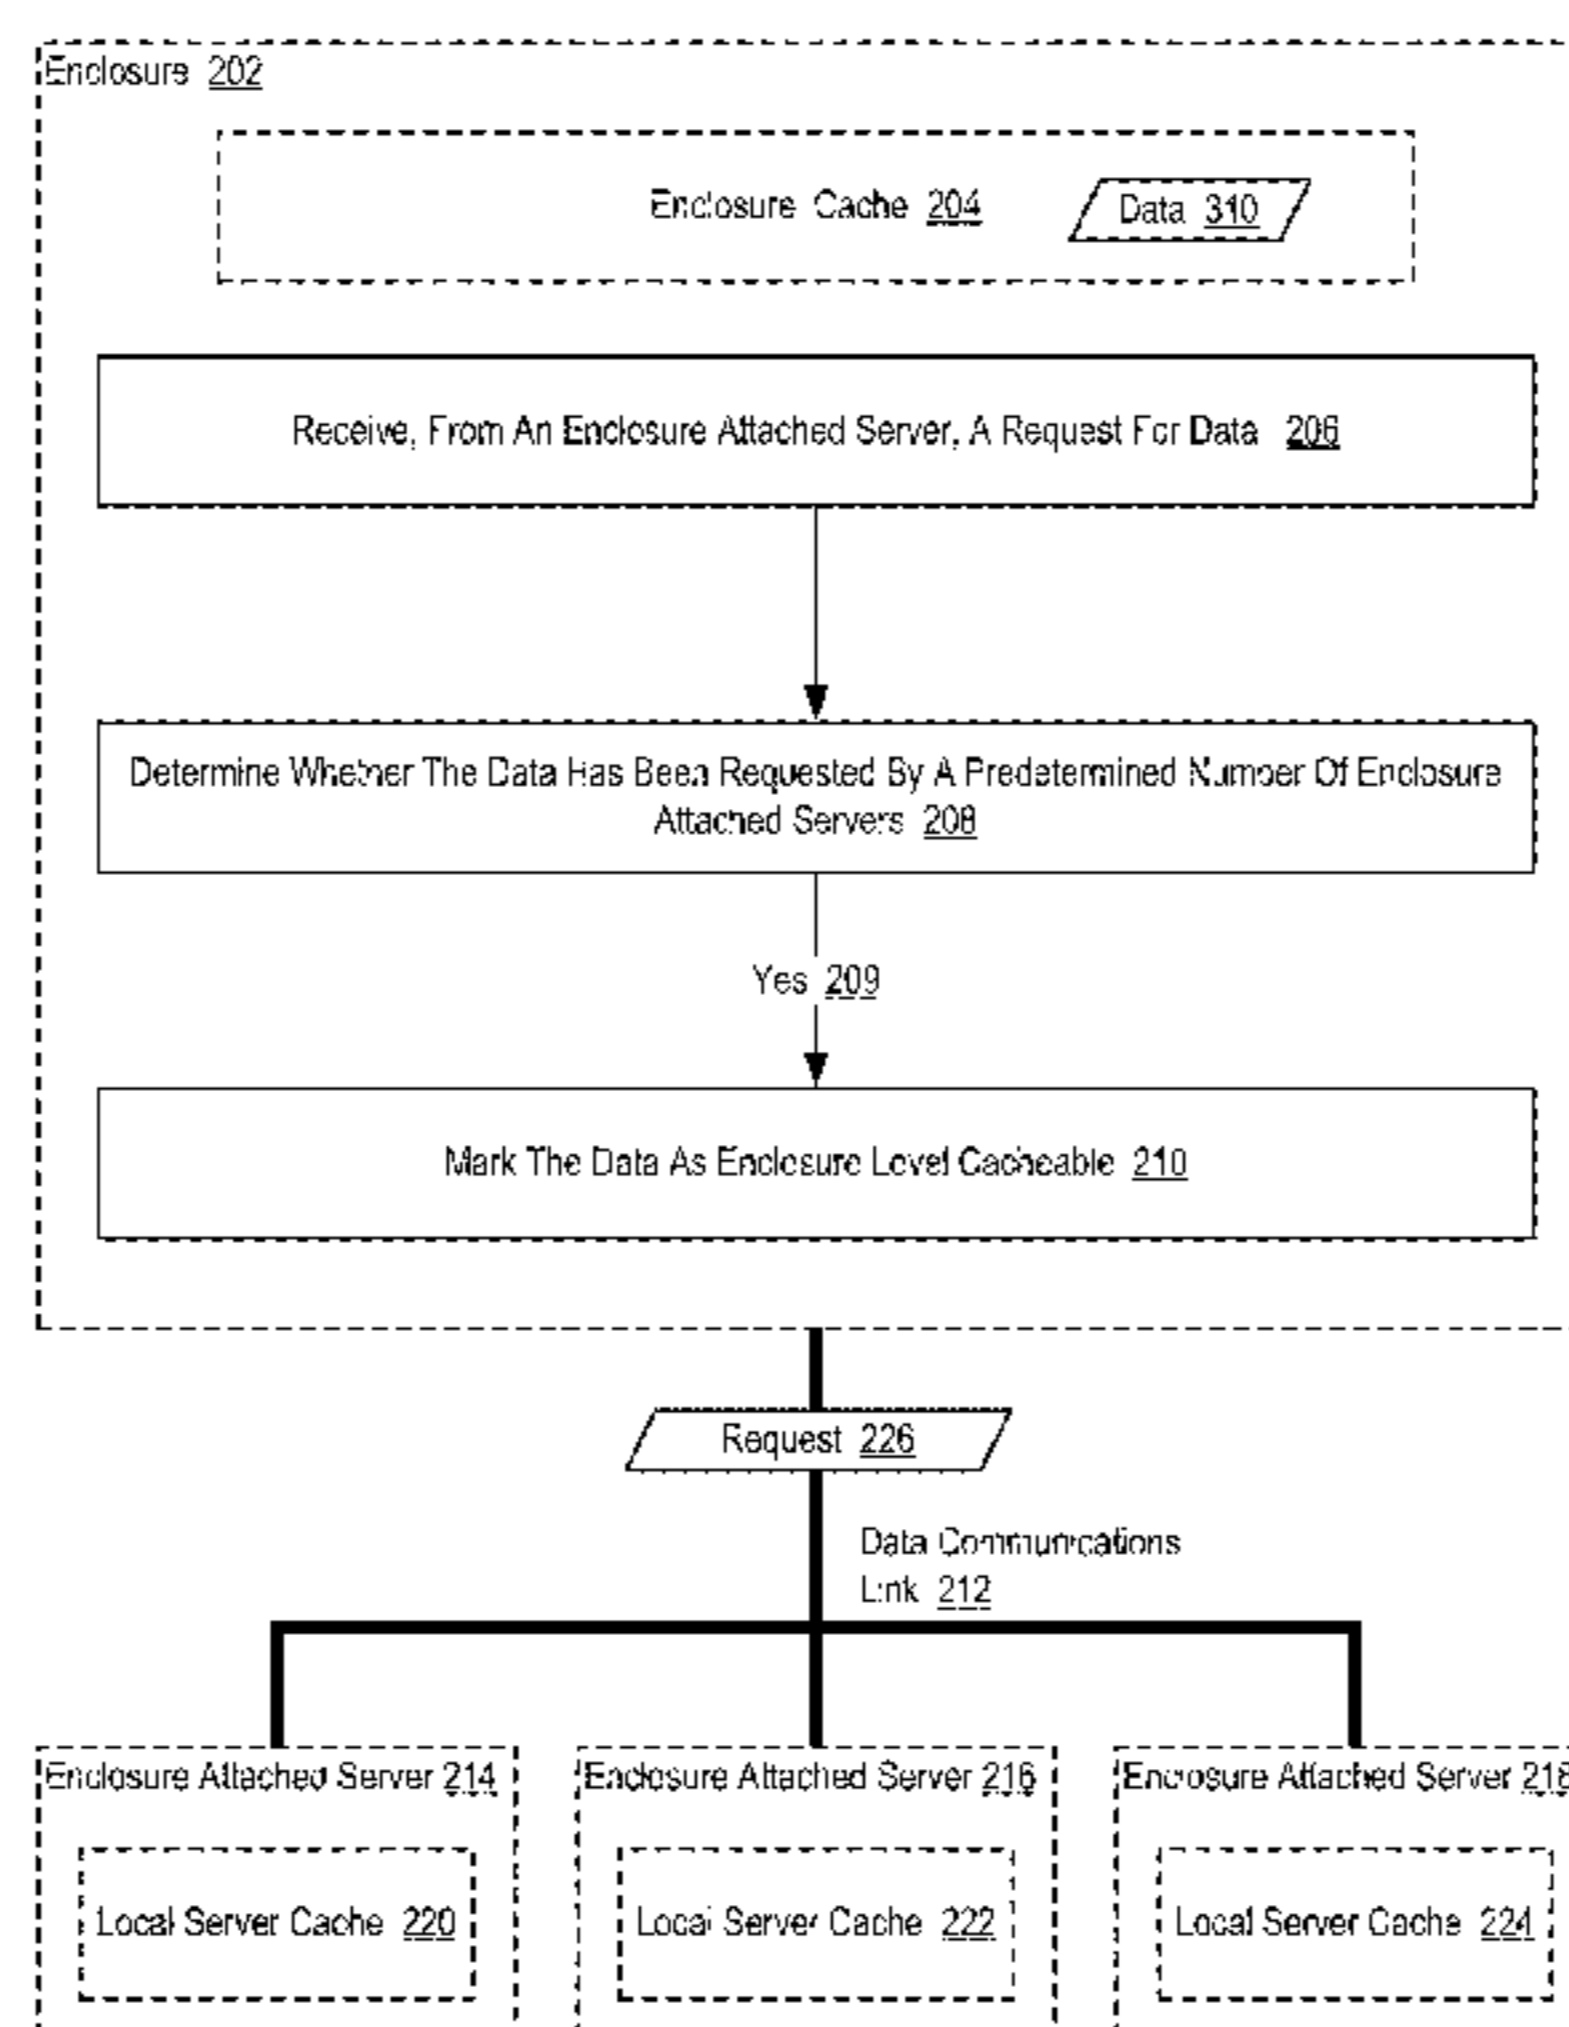 Enclosure 202
Enclosure Cache 204
Data 310
Receive, From An Enclosure Attached Server, A Request For Data 206
Determine Whether The Data Has Been Requested By A Predetermined Number Of Enclosure
Attached Servers 208
Yes 209
Mark The Data As Enclosure Level Cacheable 210
Request 226
Data Communications
Link 212
Enclosure Attached Server 214
Enclosure Attached Server 216
Enclosure Attached Server 218
Local Server Cache 220
Local Server Cache 222
Local Server Cache 224